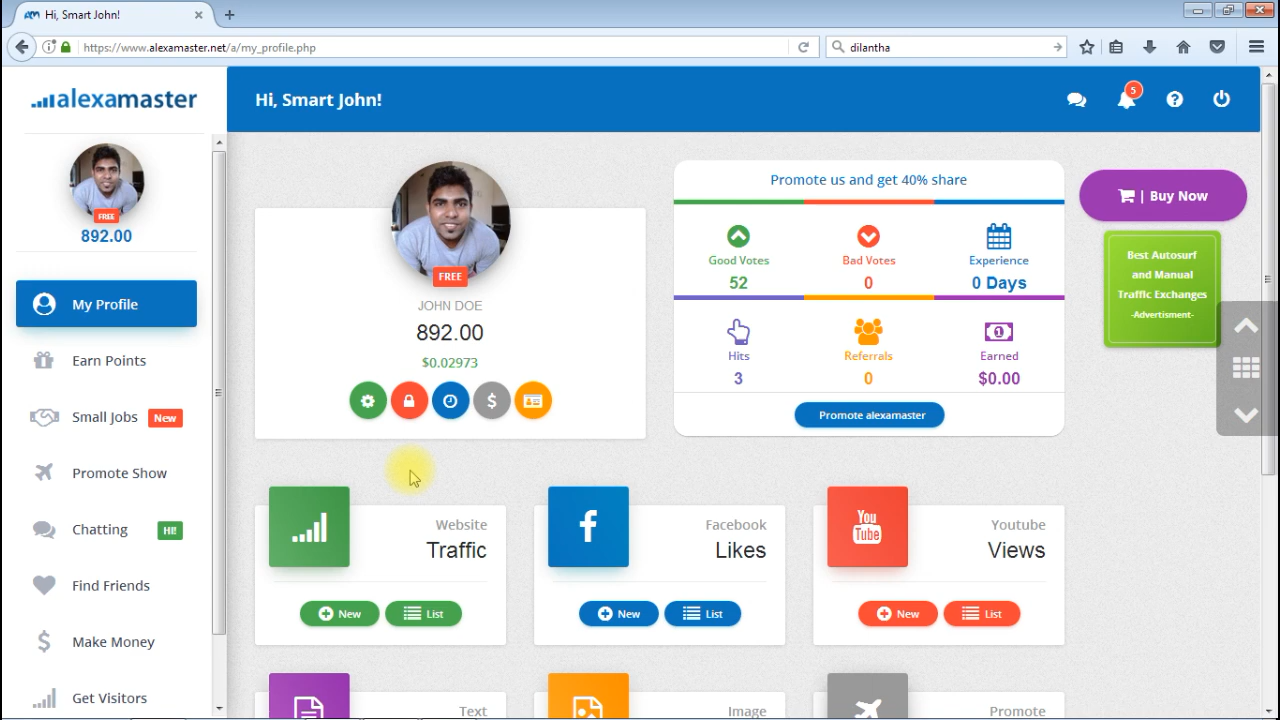 Hi, Smart John!
https://www.alexamaster.net/a/my_profile.php
dilantha
alexamaster
Hi, Smart John!
5
FREE
892.00
My Profile
Earn Points
Small Jobs New
Promote Show
Chatting HI!
Find Friends
Make Money
Get Visitors
FREE
JOHN DOE
892.00
$0.02973
Promote us and get 40% share
Good Votes
52
Bad Votes
0
Experience
0 Days
Hits
3
Referrals
0
Earned
$0.00
Promote alexamaster
| Buy Now
Best Autosurf
and Manual
Traffic Exchanges
-Advertisment-
Website
Traffic
New
List
Facebook
Likes
New
List
You
Tube
Youtube
Views
New
List
Text
Image
Promote